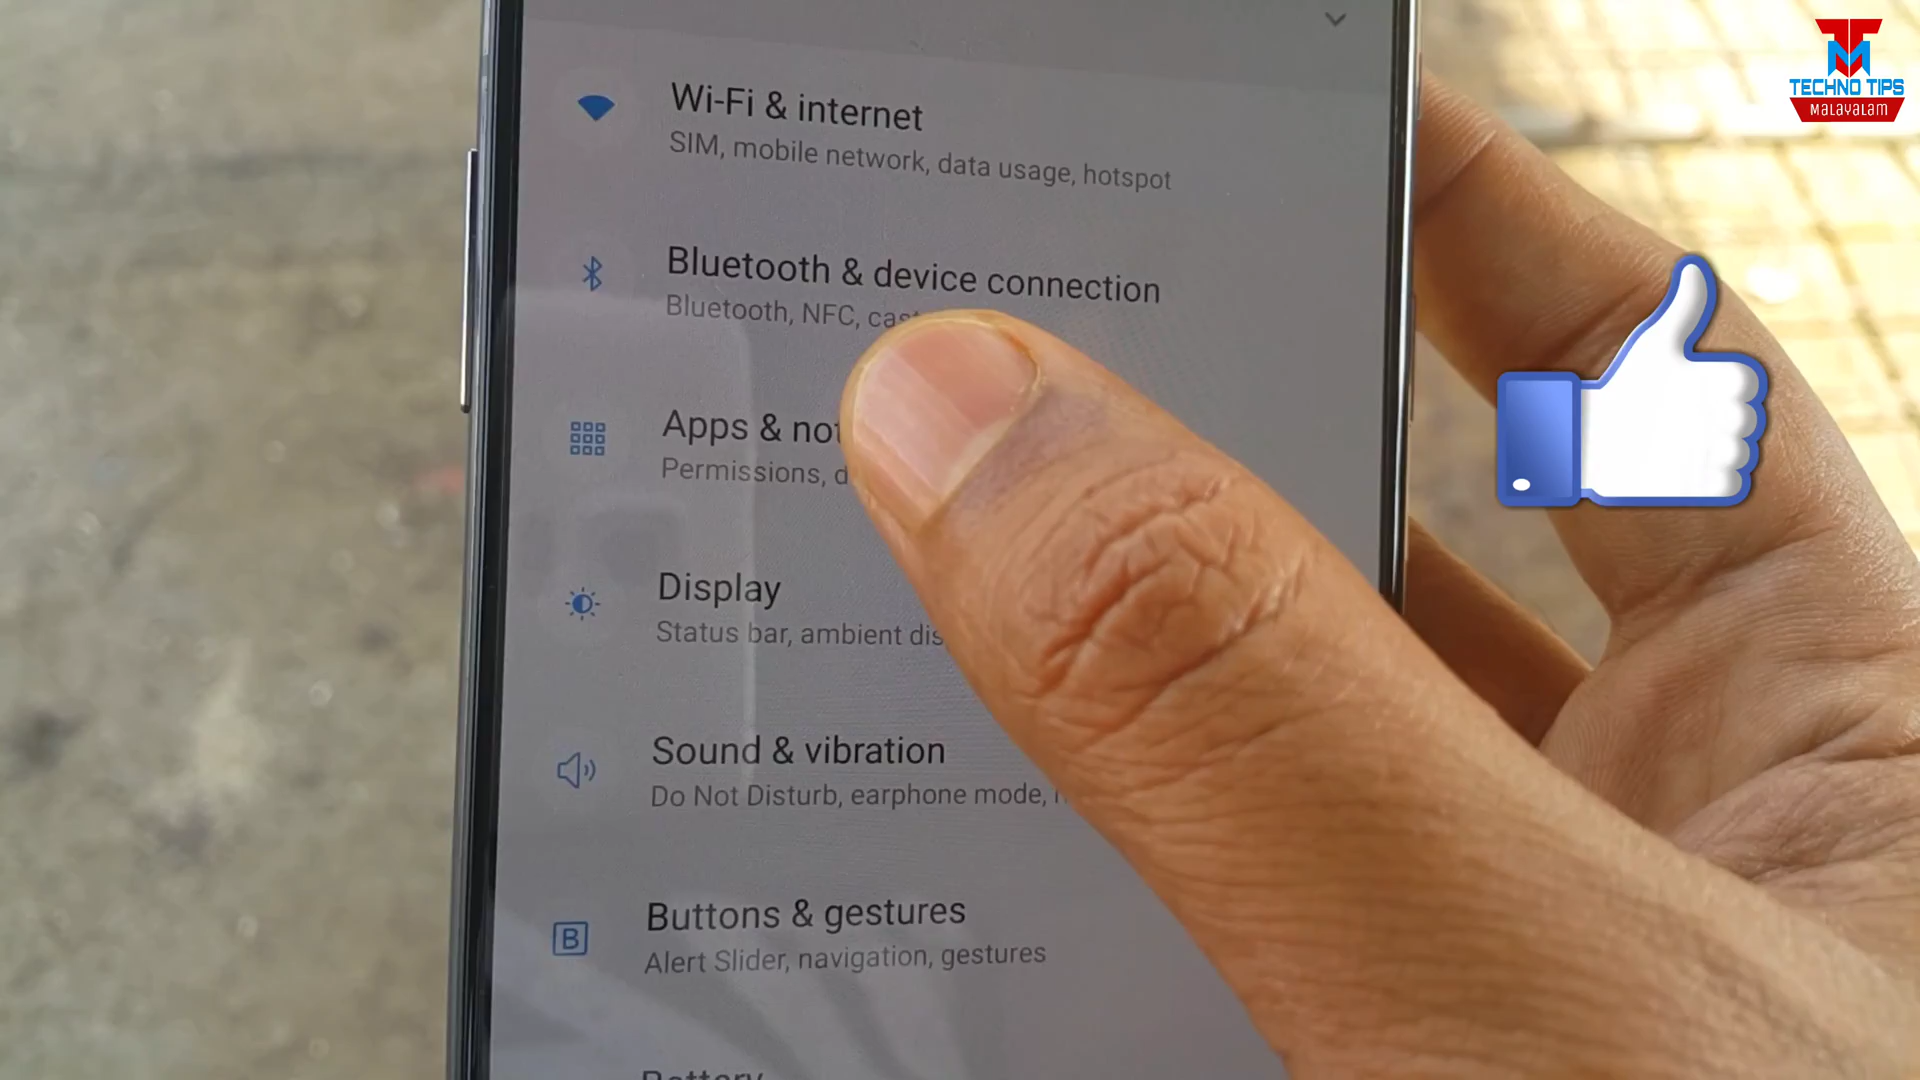 TECHNO TIPS
Malayalam
Wi-Fi & internet
SIM, mobile network, data usage, hotspot
Bluetooth & device connection
Bluetooth, NFC,
Apps &
Permissions,
Display
Status bar, ambient
Sound & vibration
Do Not Disturb, earphone mode,
B
Buttons & gestures
Alert Slider, navigation, gestures
Battery